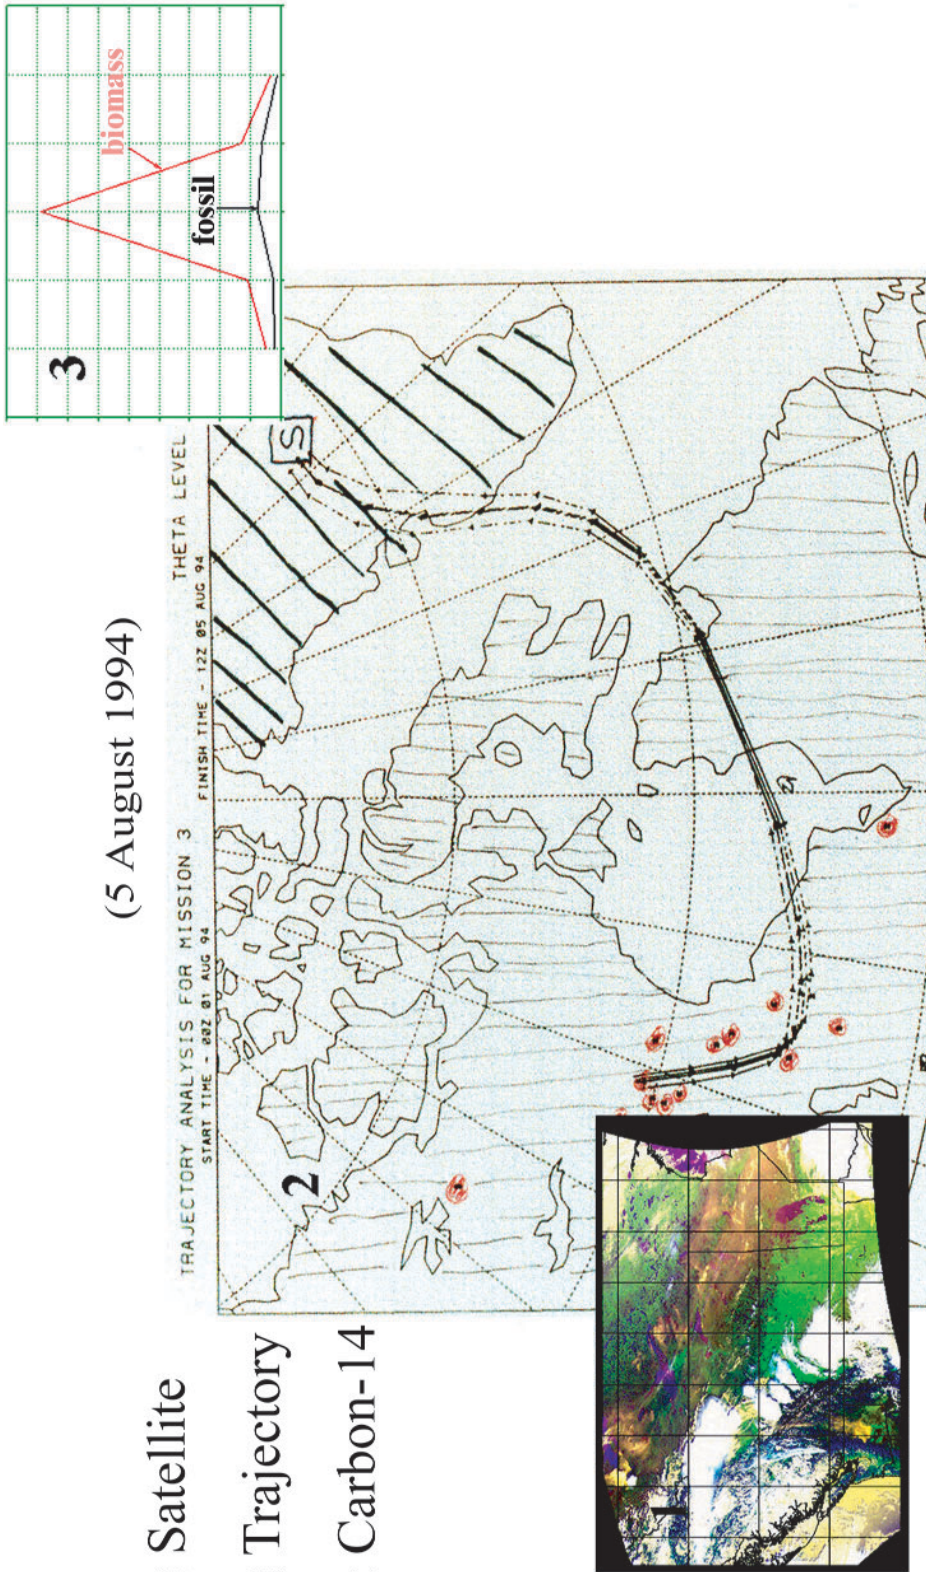 (5 August 1994)
Satellite
Trajectory
Carbon-14
TRAJECTORY ANALYSIS FOR MISSION 3 THETA LEVEL
START TIME - 00Z 01 AUG 94 FINISH TIME - 12Z 05 AUG 94
S
2
1
3
biomass
fossil